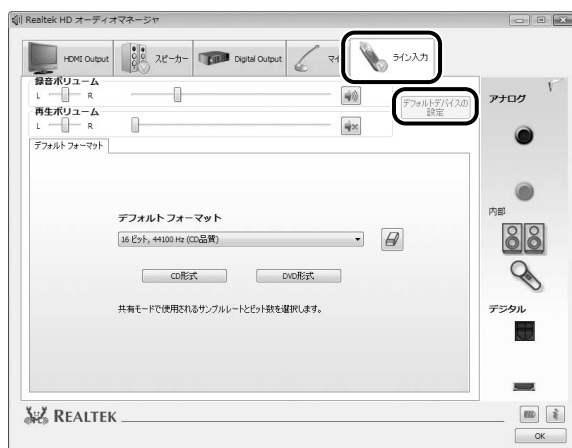 Realtek HD オーディオマネージャ
HDMI Output
スピーカー
Digital Output
マイ
ライン入力
録音ボリューム
L
R
デフォルトデバイスの
設定
再生ボリューム
L
R
デフォルト フォーマット
デフォルト フォーマット
16 ビット, 44100 Hz (CD品質)
CD形式
DVD形式
共有モードで使用されるサンプルレートとビット数を選択します。
アナログ
内部
デジタル
REALTEK
OK